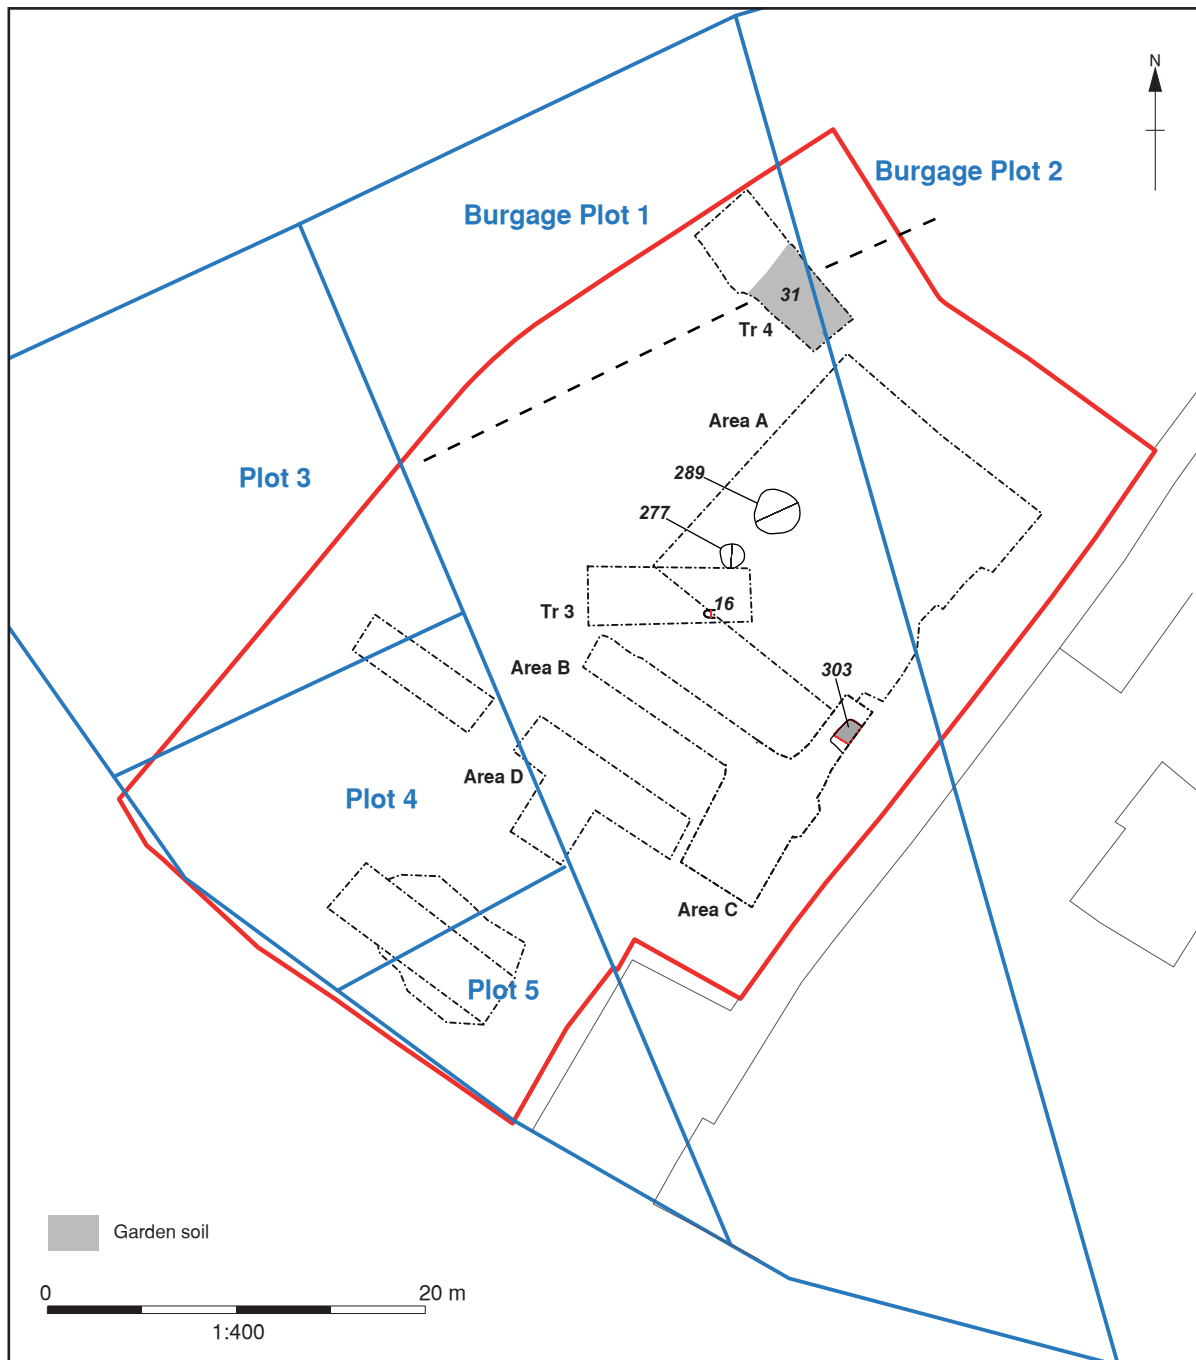 N
Burgage Plot 2
Burgage Plot 1
31
Tr 4
Area A
289
Plot 3
277
16
Tr 3
Area B
303
Area D
Plot 4
Area C
Plot 5
Garden soil
0 20 m
1:400